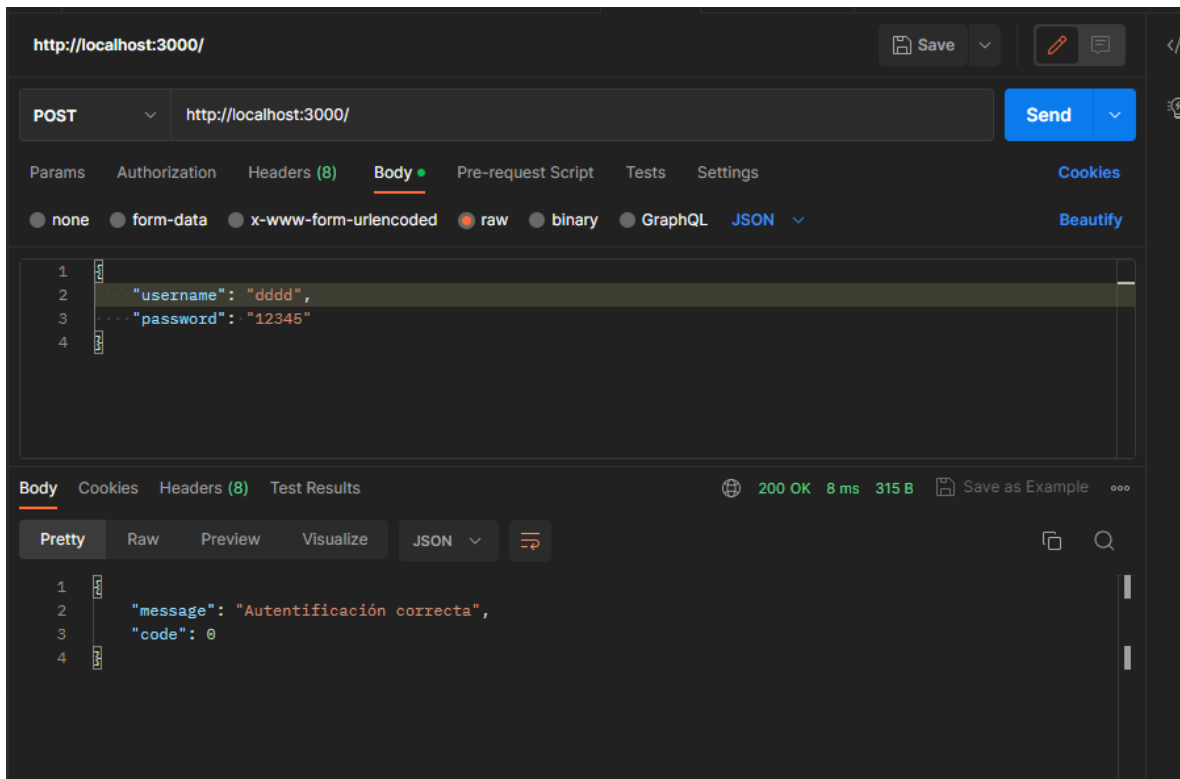 http://localhost:3000/
Save
POST
http://localhost:3000/
Send
Params Authorization Headers (8) Body Pre-request Script Tests Settings Cookies
none form-data x-www-form-urlencoded raw binary GraphQL JSON Beautify
1 {
2 "username": "dddd",
3 "password": "12345"
4 }
Body Cookies Headers (8) Test Results 200 OK 8 ms 315 B Save as Example
Pretty Raw Preview Visualize JSON
1 {
2 "message": "Autentificación correcta",
3 "code": 0
4 }